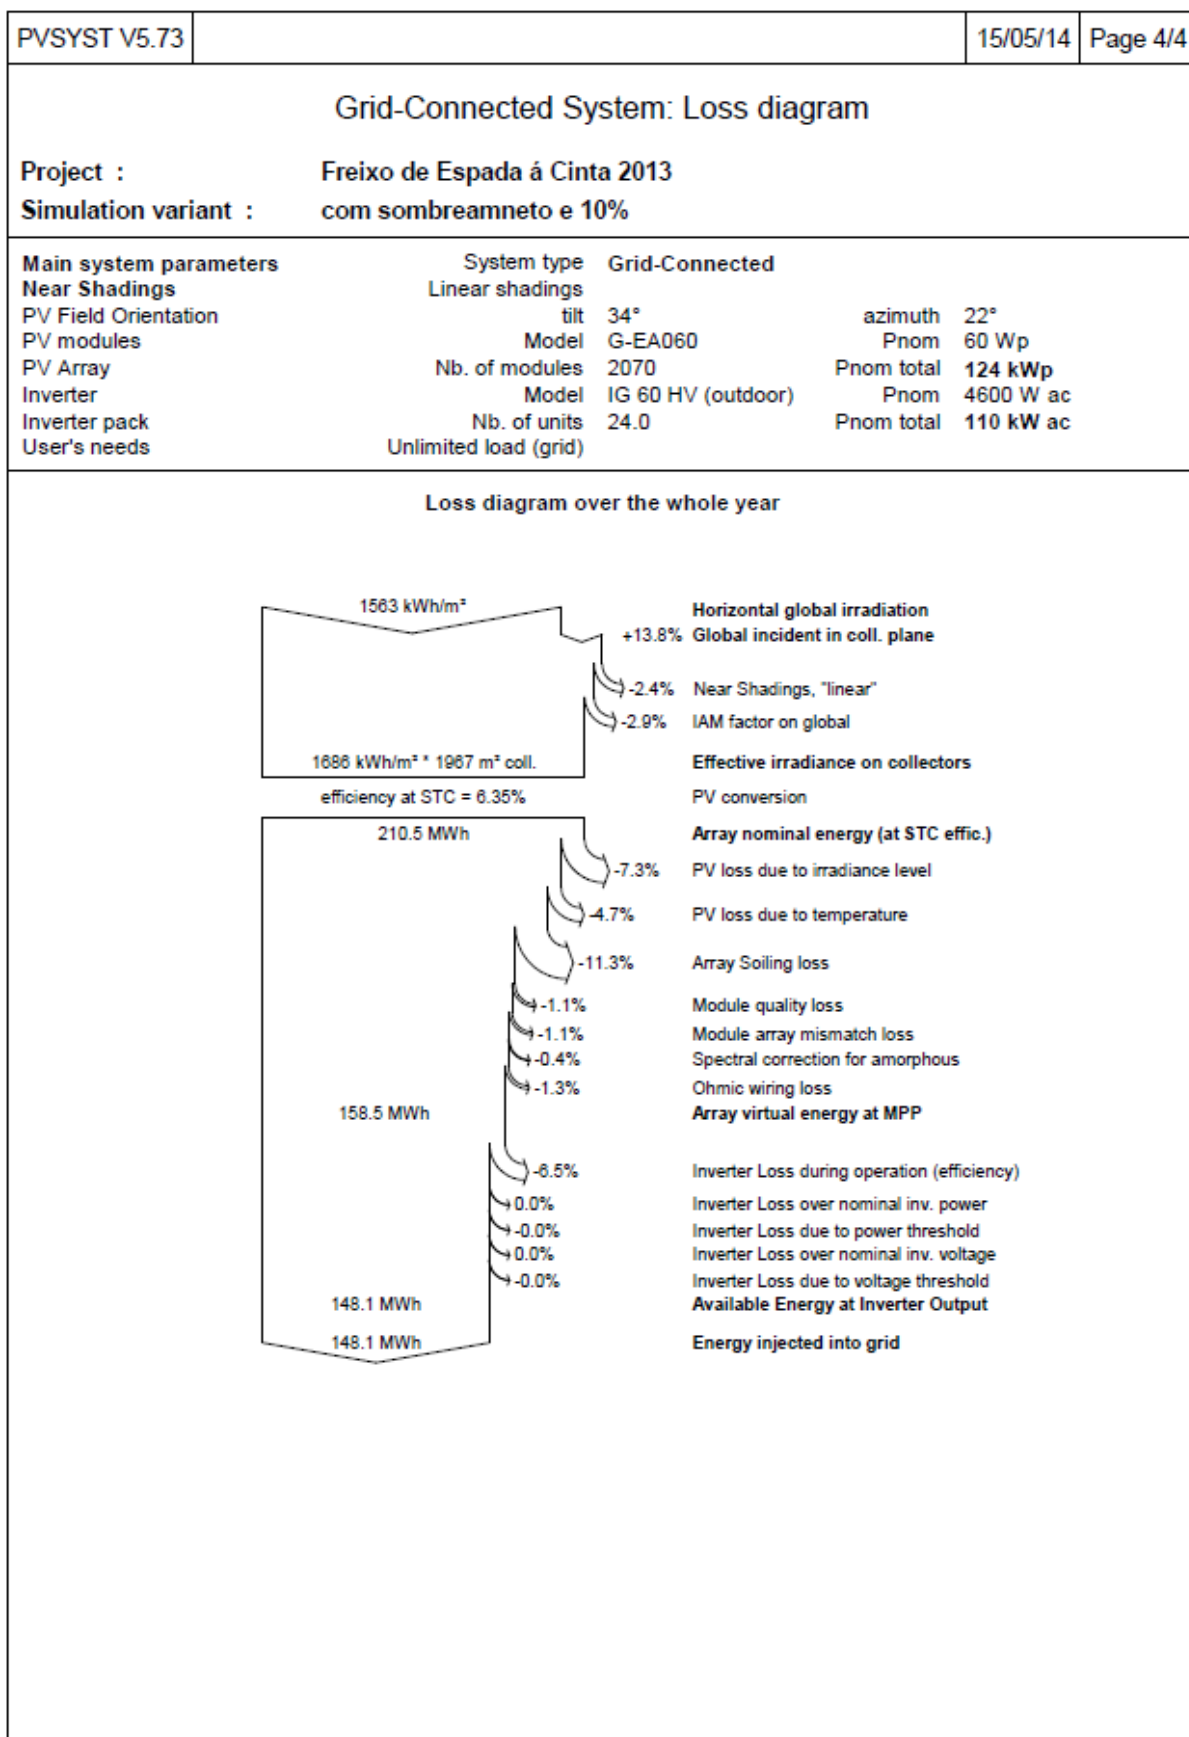 PVSYST V5.73 15/05/14 Page 4/4
Grid-Connected System: Loss diagram
Project : Freixo de Espada á Cinta 2013
Simulation variant : com sombreamneto e 10%
Main system parameters System type Grid-Connected
Near Shadings Linear shadings
PV Field Orientation tilt 34° azimuth 22°
PV modules Model G-EA060 Pnom 60 Wp
PV Array Nb. of modules 2070 Pnom total 124 kWp
Inverter Model IG 60 HV (outdoor) Pnom 4600 W ac
Inverter pack Nb. of units 24.0 Pnom total 110 kW ac
User's needs Unlimited load (grid)
Loss diagram over the whole year
1563 kWh/m² Horizontal global irradiation
+13.8% Global incident in coll. plane
-2.4% Near Shadings, "linear"
-2.9% IAM factor on global
1686 kWh/m² * 1967 m² coll. Effective irradiance on collectors
efficiency at STC = 6.35% PV conversion
210.5 MWh Array nominal energy (at STC effic.)
-7.3% PV loss due to irradiance level
-4.7% PV loss due to temperature
-11.3% Array Soiling loss
-1.1% Module quality loss
-1.1% Module array mismatch loss
-0.4% Spectral correction for amorphous
-1.3% Ohmic wiring loss
158.5 MWh Array virtual energy at MPP
-6.5% Inverter Loss during operation (efficiency)
0.0% Inverter Loss over nominal inv. power
-0.0% Inverter Loss due to power threshold
0.0% Inverter Loss over nominal inv. voltage
-0.0% Inverter Loss due to voltage threshold
148.1 MWh Available Energy at Inverter Output
148.1 MWh Energy injected into grid